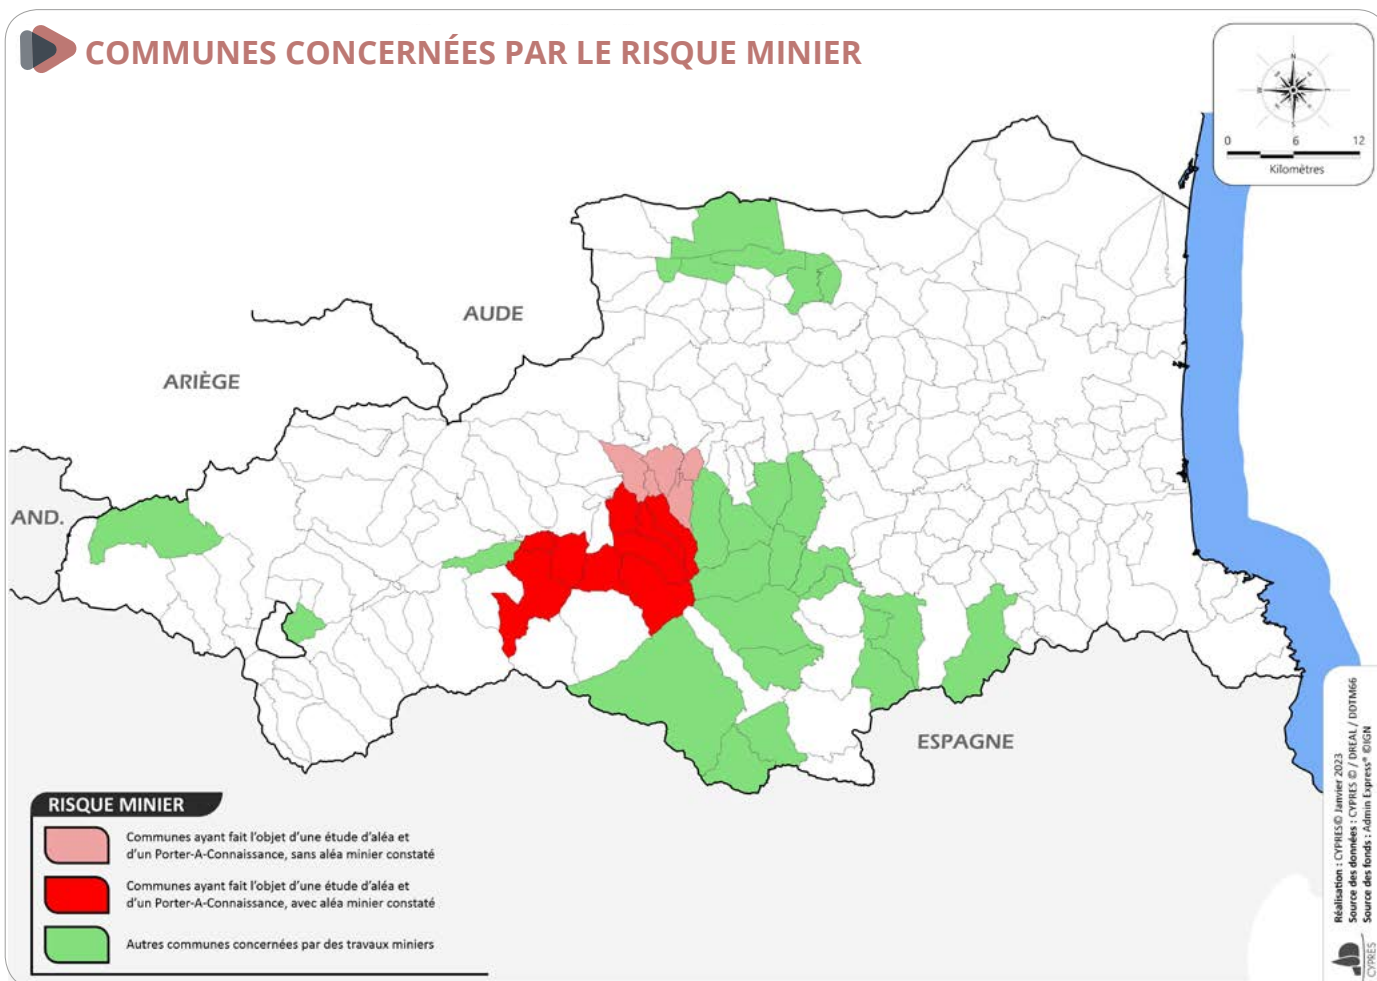 COMMUNES CONCERNÉES PAR LE RISQUE MINIER
N
S
0 6 12
Kilomètres
AUDE
ARIÈGE
AND.
ESPAGNE
RISQUE MINIER
Communes ayant fait l'objet d'une étude d'aléa et
d'un Porter-A-Connaissance, sans aléa minier constaté
Communes ayant fait l'objet d'une étude d'aléa et
d'un Porter-A-Connaissance, avec aléa minier constaté
Autres communes concernées par des travaux miniers
Réalisation : CYPRES© Janvier 2023
Source des données : CYPRES © / DREAL / DDTM66
Source des fonds : Admin Express® ©IGN
CYPRES